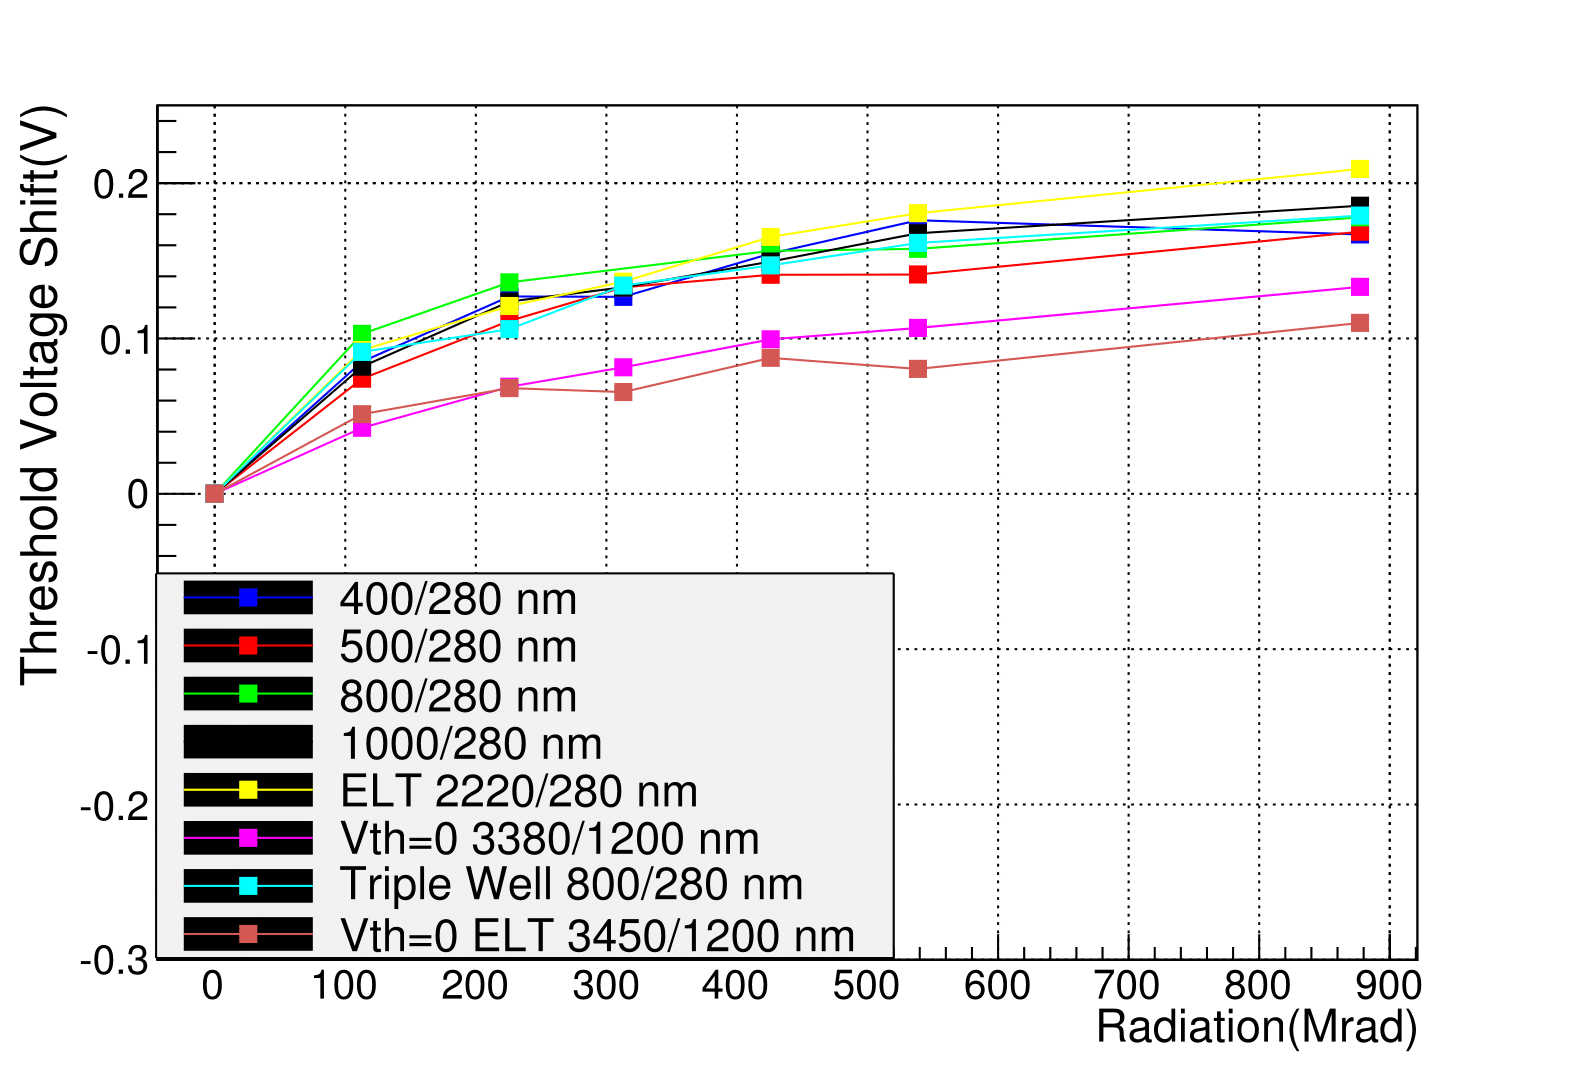 Threshold Voltage Shift(V)
0.2
0.1
0
-0.1
-0.2
-0.3
400/280 nm
500/280 nm
800/280 nm
1000/280 nm
ELT 2220/280 nm
Vth=0 3380/1200 nm
Triple Well 800/280 nm
Vth=0 ELT 3450/1200 nm
0 100 200 300 400 500 600 700 800 900
Radiation(Mrad)